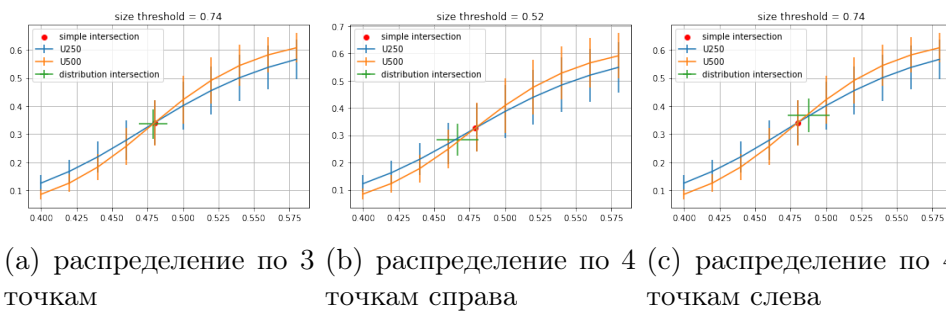 size threshold = 0.74
simple intersection
U250
U500
distribution intersection
0.6
0.5
0.4
0.3
0.2
0.1
0.400 0.425 0.450 0.475 0.500 0.525 0.550 0.575
size threshold = 0.52
simple intersection
U250
U500
distribution intersection
0.7
0.6
0.5
0.4
0.3
0.2
0.1
0.400 0.425 0.450 0.475 0.500 0.525 0.550 0.575
size threshold = 0.74
simple intersection
U250
U500
distribution intersection
0.6
0.5
0.4
0.3
0.2
0.1
0.400 0.425 0.450 0.475 0.500 0.525 0.550 0.575
(a) распределение по 3
точкам
(b) распределение по 4
точкам справа
(c) распределение по 4
точкам слева